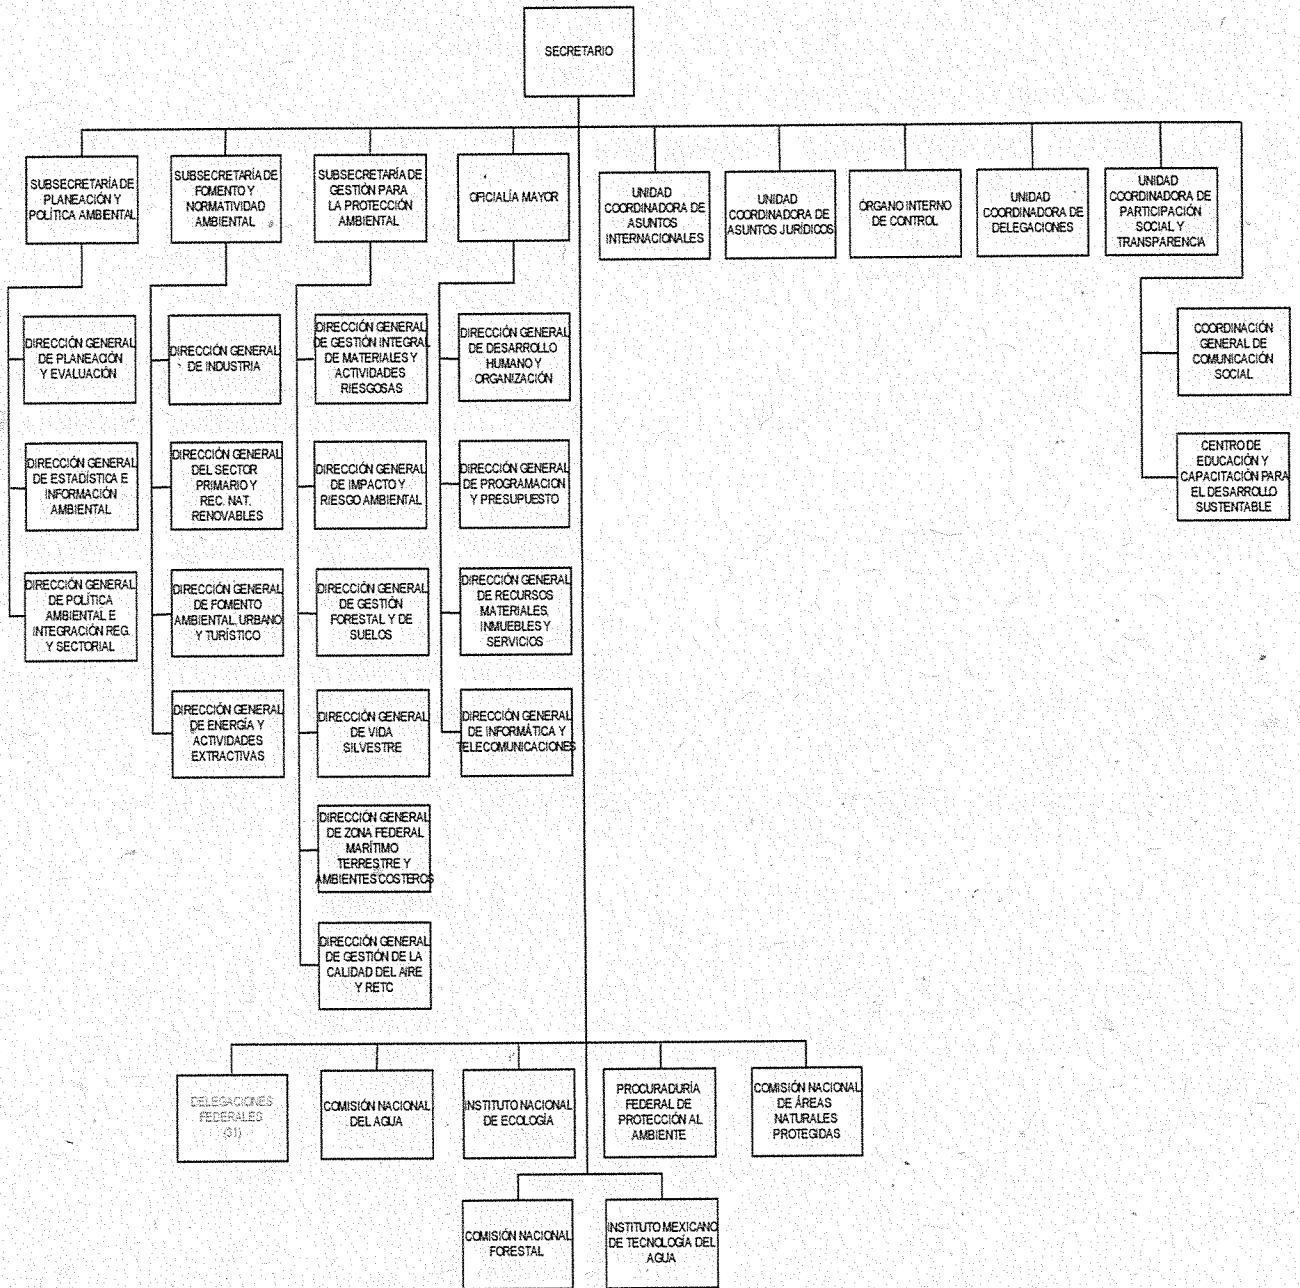 SECRETARIO
SUBSECRETARÍA DE
PLANEACIÓN Y
POLÍTICA AMBIENTAL
SUBSECRETARÍA DE
FOMENTO Y
NORMATIVIDAD
AMBIENTAL
SUBSECRETARÍA DE
GESTIÓN PARA
LA PROTECCIÓN
AMBIENTAL
OFICIALÍA MAYOR
UNIDAD
COORDINADORA DE
ASUNTOS
INTERNACIONALES
UNIDAD
COORDINADORA DE
ASUNTOS JURÍDICOS
ÓRGANO INTERNO
DE CONTROL
UNIDAD
COORDINADORA DE
DELEGACIONES
UNIDAD
COORDINADORA DE
PARTICIPACIÓN
SOCIAL Y
TRANSPARENCIA
DIRECCIÓN GENERAL
DE PLANEACIÓN
Y EVALUACIÓN
DIRECCIÓN GENERAL
DE INDUSTRIA
DIRECCIÓN GENERAL
DE GESTIÓN INTEGRAL
DE MATERIALES Y
ACTIVIDADES
RIESGOSAS
DIRECCIÓN GENERAL
DE DESARROLLO
HUMANO Y
ORGANIZACIÓN
COORDINACIÓN
GENERAL DE
COMUNICACIÓN
SOCIAL
DIRECCIÓN GENERAL
DE ESTADÍSTICA E
INFORMACIÓN
AMBIENTAL
DIRECCIÓN GENERAL
DEL SECTOR
PRIMARIO Y
REC. NAT.
RENOVABLES
DIRECCIÓN GENERAL
DE IMPACTO Y
RIESGO AMBIENTAL
DIRECCIÓN GENERAL
DE PROGRAMACION
Y PRESUPUESTO
CENTRO DE
EDUCACIÓN Y
CAPACITACIÓN PARA
EL DESARROLLO
SUSTENTABLE
DIRECCIÓN GENERAL
DE POLÍTICA
AMBIENTAL E
INTEGRACIÓN REG.
Y SECTORIAL
DIRECCIÓN GENERAL
DE FOMENTO
AMBIENTAL, URBANO
Y TURÍSTICO
DIRECCIÓN GENERAL
DE GESTIÓN
FORESTAL Y DE
SUELOS
DIRECCIÓN GENERAL
DE RECURSOS
MATERIALES,
INMUEBLES Y
SERVICIOS
DIRECCIÓN GENERAL
DE ENERGÍA Y
ACTIVIDADES
EXTRACTIVAS
DIRECCIÓN GENERAL
DE VIDA
SILVESTRE
DIRECCIÓN GENERAL
DE INFORMÁTICA Y
TELECOMUNICACIONES
DIRECCIÓN GENERAL
DE ZONA FEDERAL
MARÍTIMO
TERRESTRE Y
AMBIENTES COSTEROS
DIRECCIÓN GENERAL
DE GESTIÓN DE LA
CALIDAD DEL AIRE
Y RETC
DELEGACIONES
FEDERALES
(31)
COMISIÓN NACIONAL
DEL AGUA
INSTITUTO NACIONAL
DE ECOLOGÍA
PROCURADURÍA
FEDERAL DE
PROTECCIÓN AL
AMBIENTE
COMISIÓN NACIONAL
DE ÁREAS
NATURALES
PROTEGIDAS
COMISIÓN NACIONAL
FORESTAL
INSTITUTO MEXICANO
DE TECNOLOGÍA DEL
AGUA